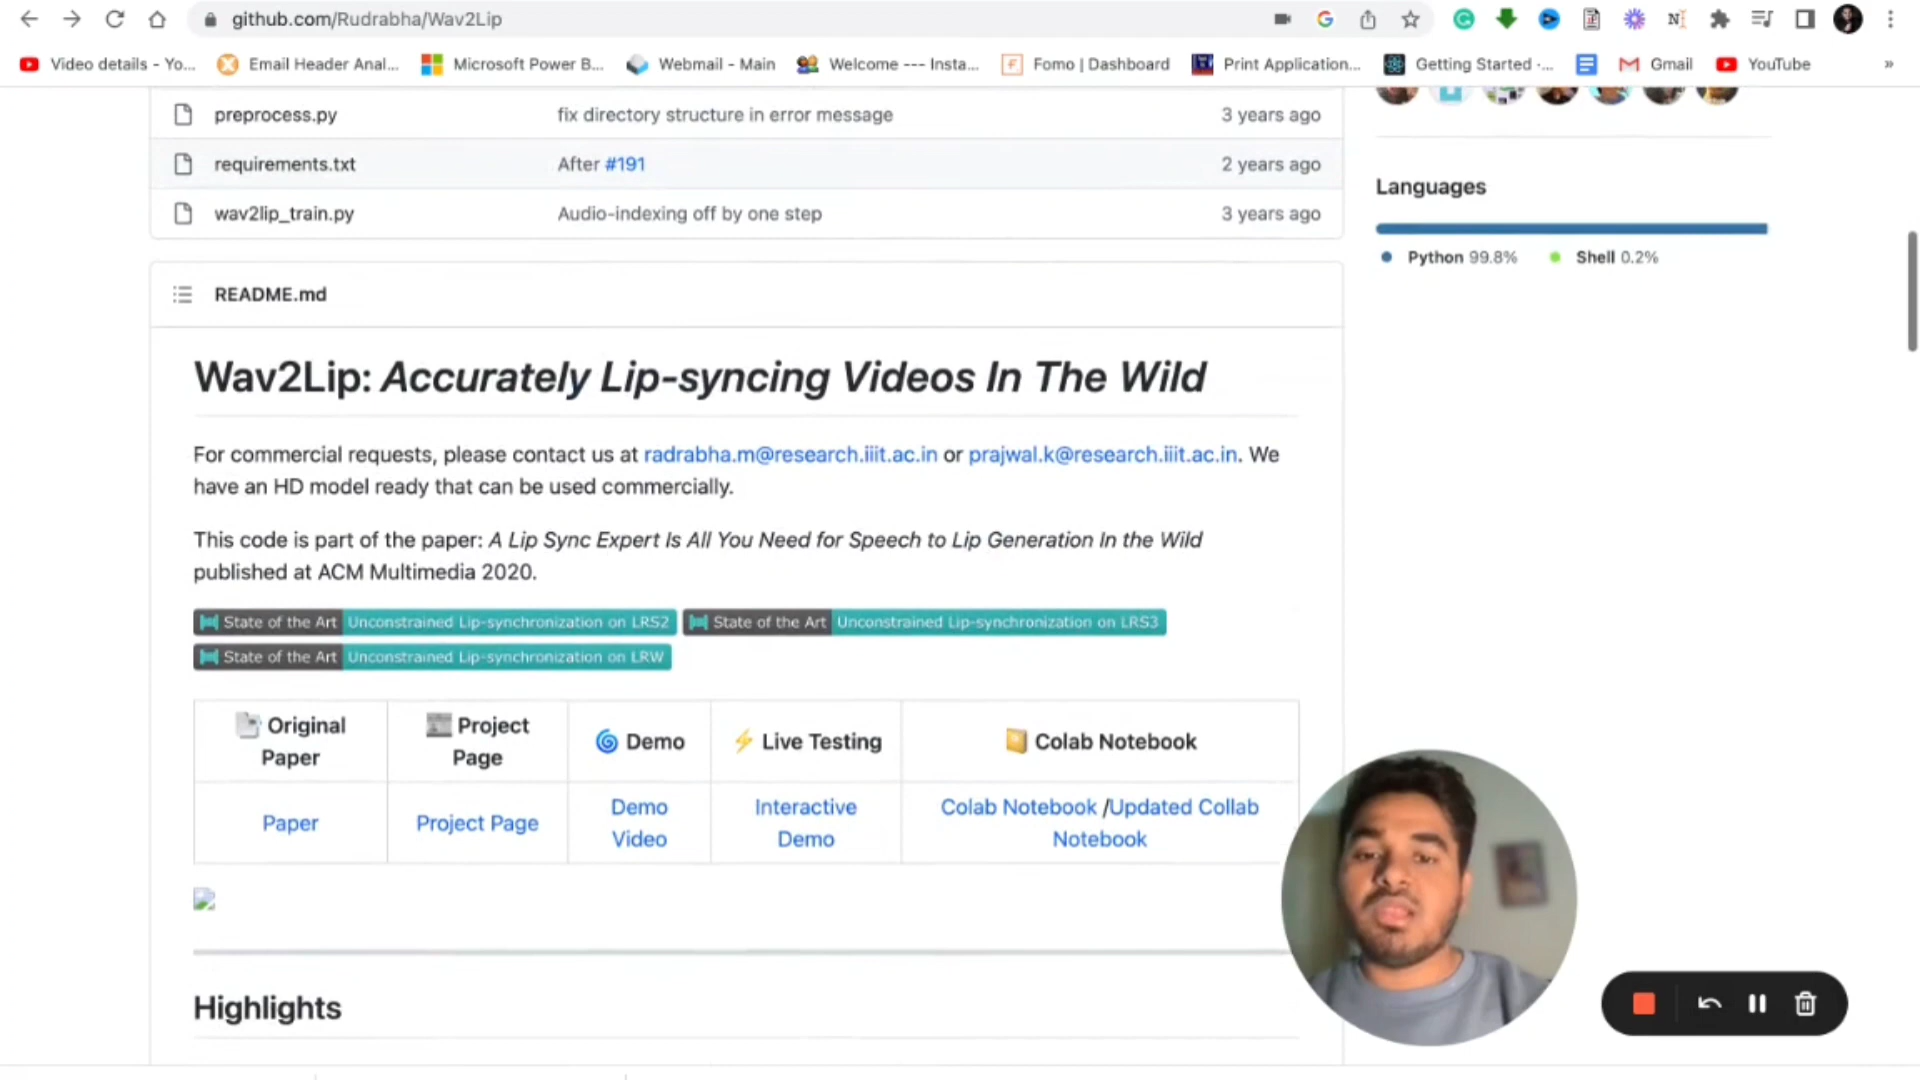 github.com/Rudrabha/Wav2Lip
Video details - Yo...
Email Header Anal...
Microsoft Power B...
Webmail - Main
Welcome --- Insta...
Fomo | Dashboard
Print Application...
Getting Started -...
Gmail
YouTube
»
preprocess.py fix directory structure in error message 3 years ago
requirements.txt After #191 2 years ago
wav2lip_train.py Audio-indexing off by one step 3 years ago
Languages
Python 99.8% Shell 0.2%
README.md
Wav2Lip: Accurately Lip-syncing Videos In The Wild
For commercial requests, please contact us at radrabha.m@research.iiit.ac.in or prajwal.k@research.iiit.ac.in. We
have an HD model ready that can be used commercially.
This code is part of the paper: A Lip Sync Expert Is All You Need for Speech to Lip Generation In the Wild
published at ACM Multimedia 2020.
State of the Art Unconstrained Lip-synchronization on LRS2 State of the Art Unconstrained Lip-synchronization on LRS3
State of the Art Unconstrained Lip-synchronization on LRW
Original Paper
Project Page
Demo
Live Testing
Colab Notebook
Paper
Project Page
Demo Video
Interactive Demo
Colab Notebook /Updated Collab
Notebook
Highlights